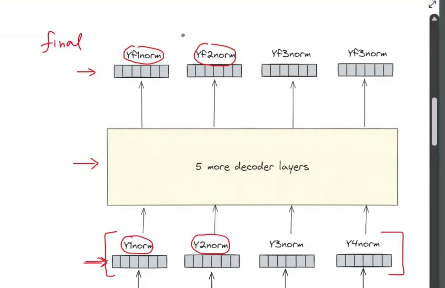 final
Yf1norm Yf2norm Yf3norm Yf3norm
5 more decoder layers
Y1norm Y2norm Y3norm Y4norm